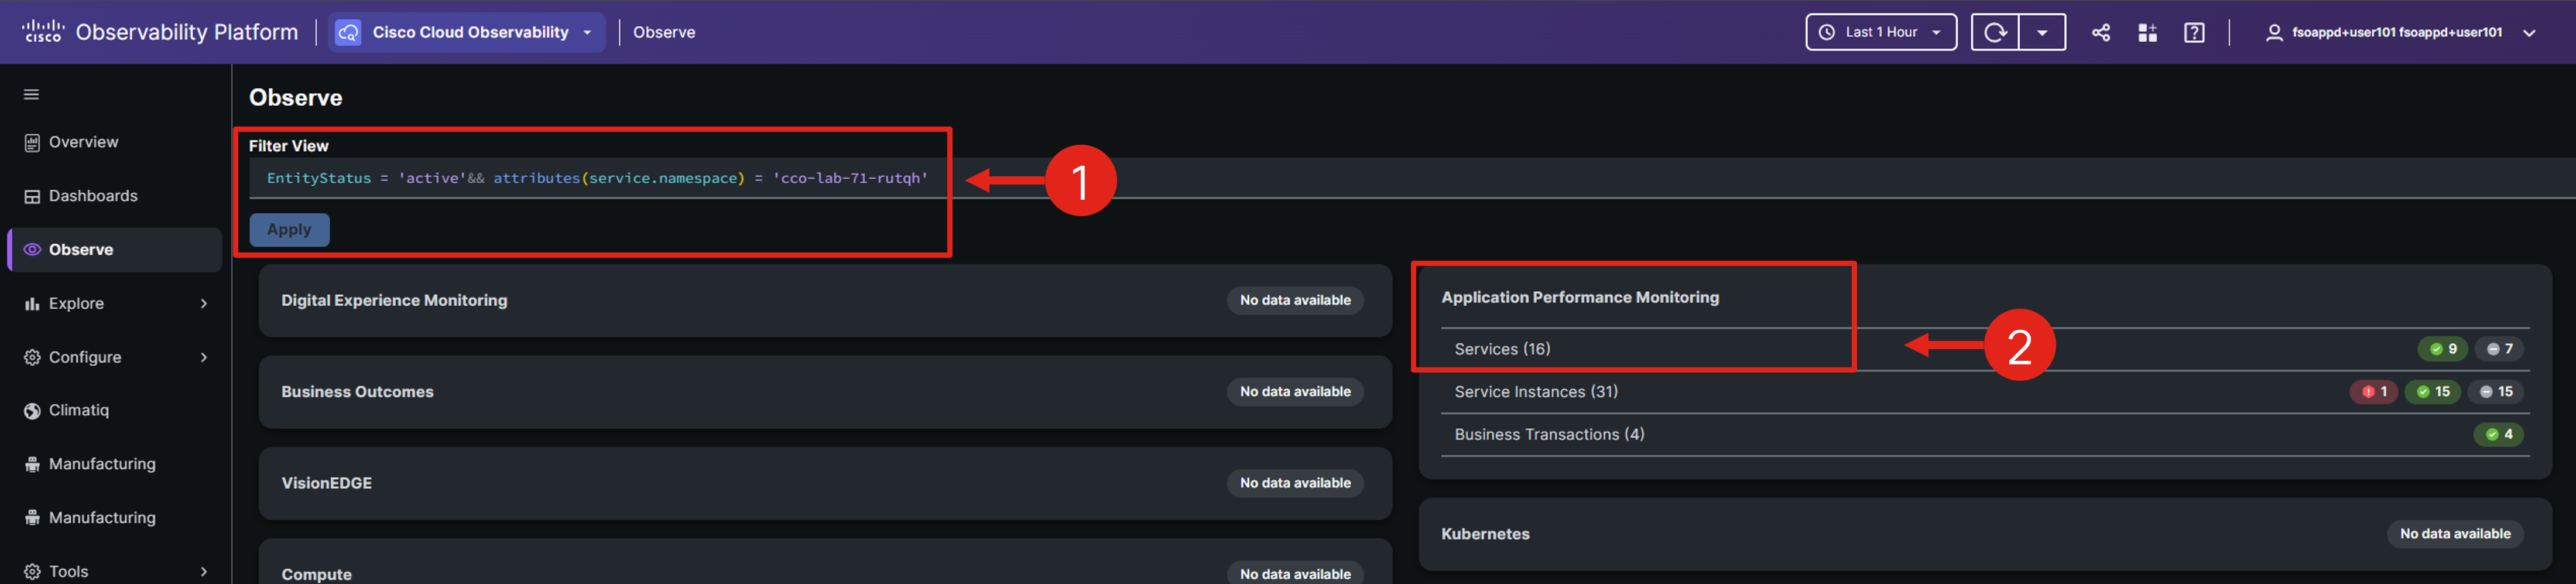 cisco Observability Platform Cisco Cloud Observability Observe Last 1 Hour ? fsoappd+user101 fsoappd+user101
Overview
Dashboards
Observe
Explore
Configure
Climatiq
Manufacturing
Manufacturing
Tools
Observe
Filter View
EntityStatus = 'active'&& attributes(service.namespace) = 'cco-lab-71-rutqh'
1
Apply
Digital Experience Monitoring No data available
Business Outcomes No data available
VisionEDGE No data available
Compute No data available
Application Performance Monitoring
Services (16) 9 7
2
Service Instances (31) 1 15 15
Business Transactions (4) 4
Kubernetes No data available